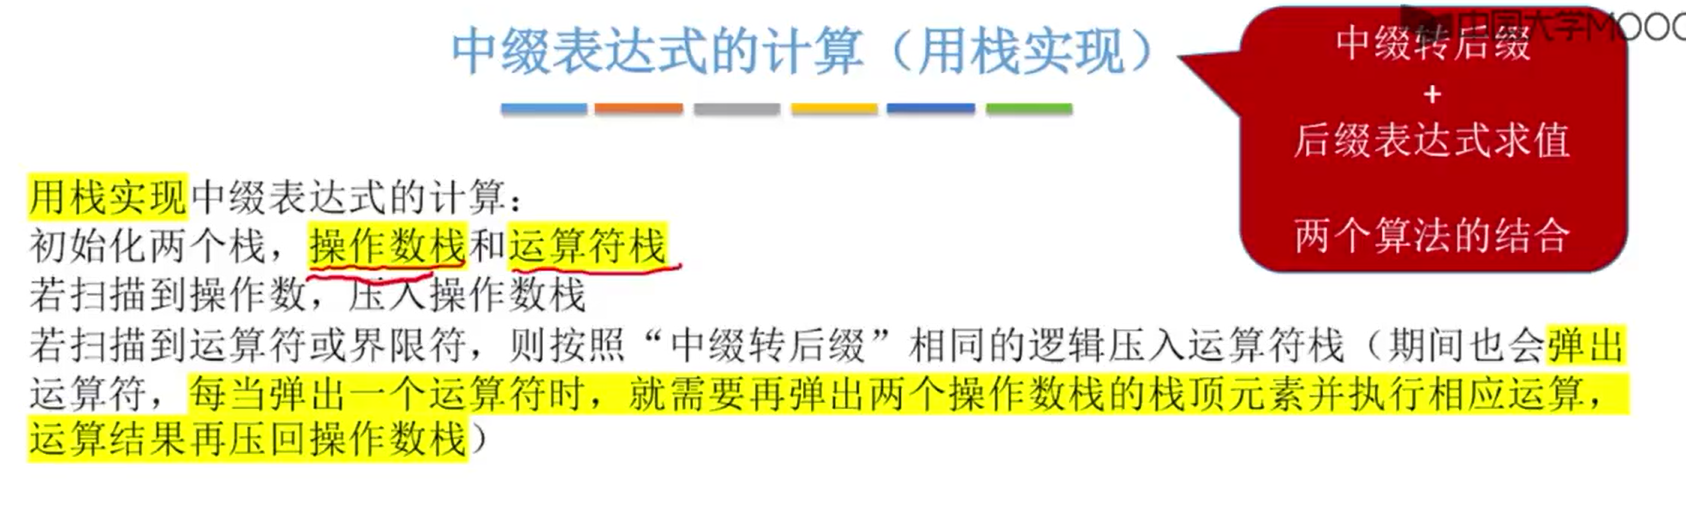 中国大学MOOC
中缀表达式的计算（用栈实现）
中缀转后缀
+
后缀表达式求值
两个算法的结合
用栈实现中缀表达式的计算：
初始化两个栈，操作数栈和运算符栈
若扫描到操作数，压入操作数栈
若扫描到运算符或界限符，则按照“中缀转后缀”相同的逻辑压入运算符栈（期间也会弹出
运算符，每当弹出一个运算符时，就需要再弹出两个操作数栈的栈顶元素并执行相应运算，
运算结果再压回操作数栈）